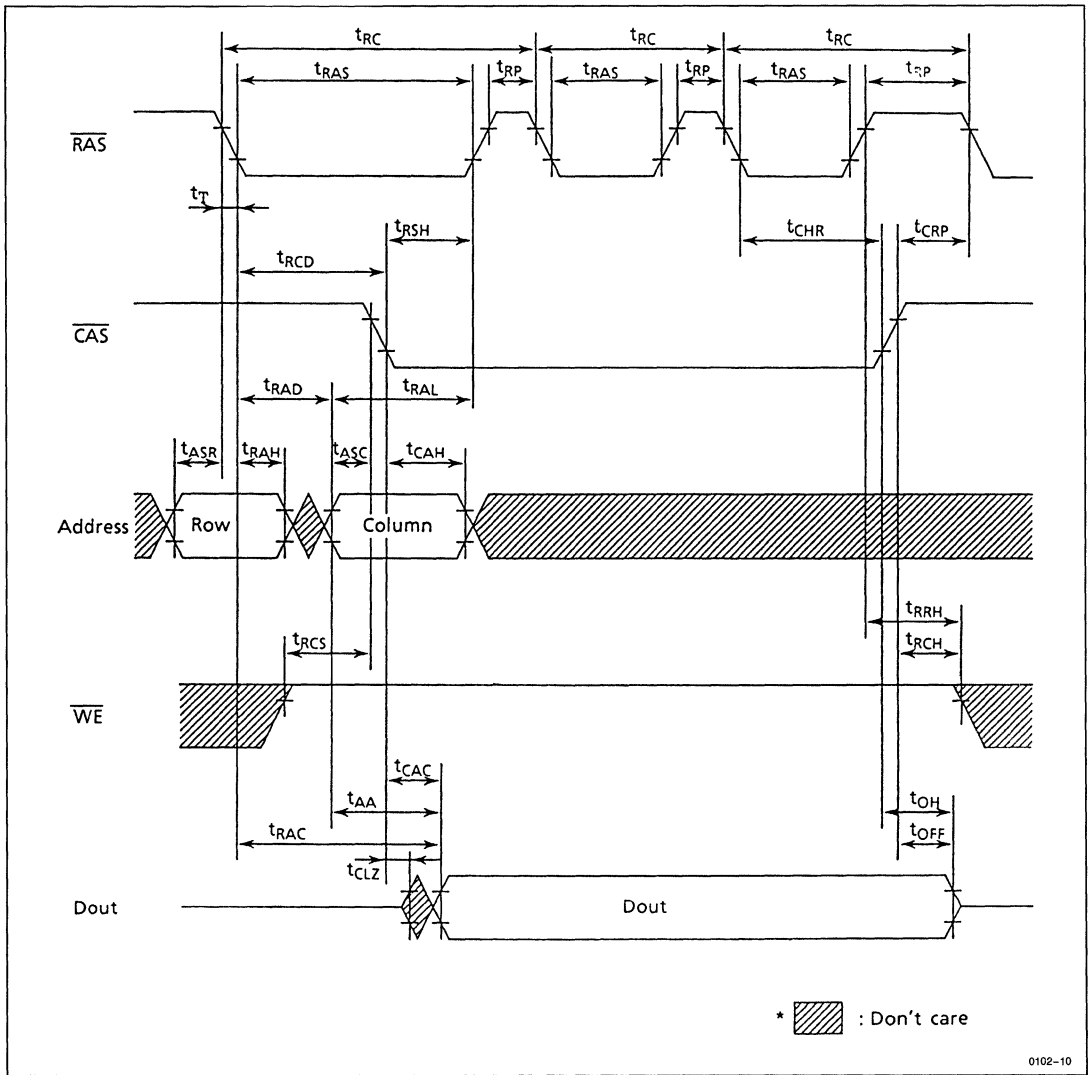 tRC tRC tRC
tRAS tRP tRAS tRP tRAS tRP
RAS
tT
tRSH tCHR tCRP
tRCD
CAS
tRAD tRAL
tASR tRAH tASC tCAH
Address Row Column
tRRH
tRCS tRCH
WE
tCAC
tAA tOH
tRAC tOFF
tCLZ
Dout Dout
* : Don't care
0102-10